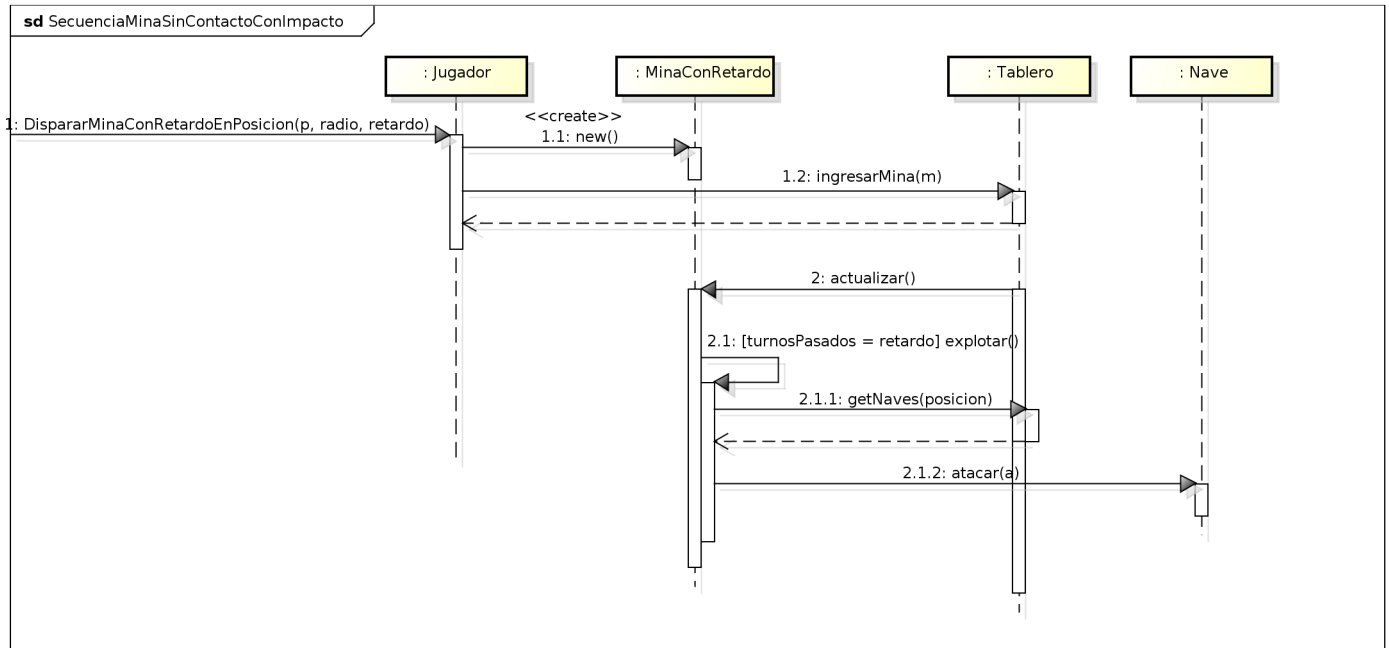 sd SecuenciaMinaSinContactoConImpacto
: Jugador
: MinaConRetardo
: Tablero
: Nave
1: DispararMinaConRetardoEnPosicion(p, radio, retardo)
<<create>>
1.1: new()
1.2: ingresarMina(m)
2: actualizar()
2.1: [turnosPasados = retardo] explotar()
2.1.1: getNaves(posicion)
2.1.2: atacar(a)